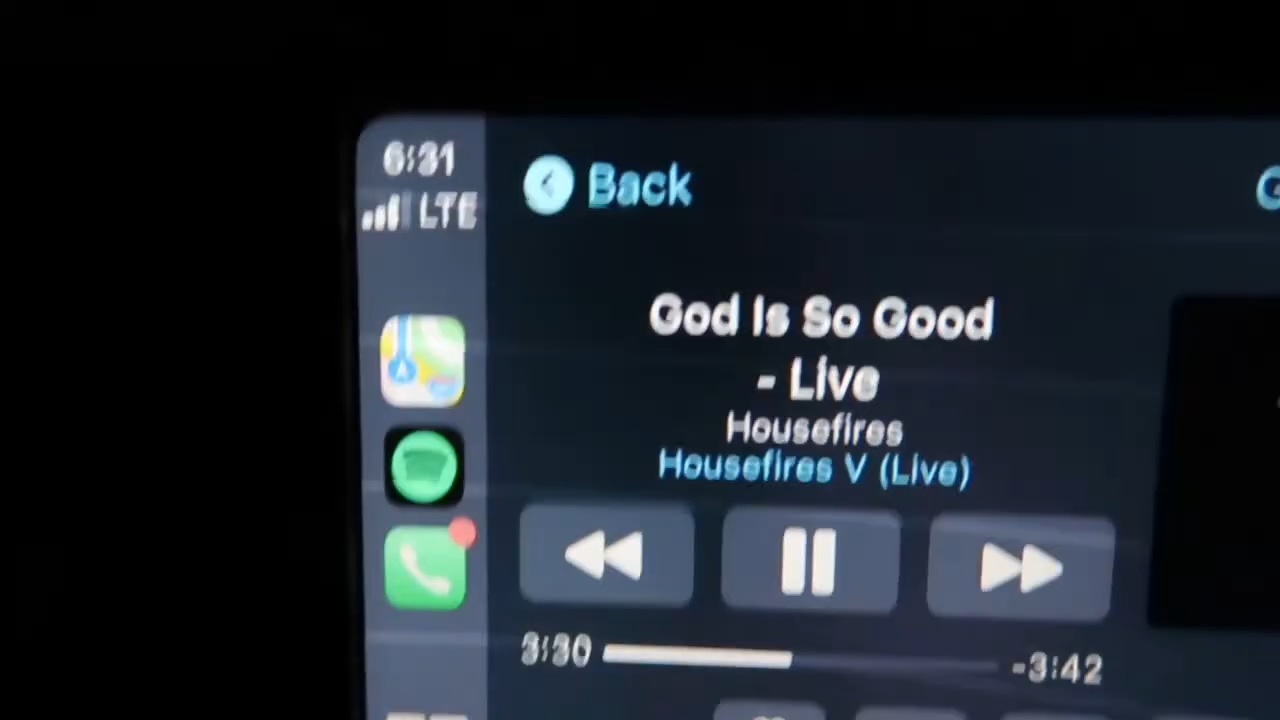 6:31
LTE
Back
G
God Is So Good
- Live
Housefires
Housefires V (Live)
3:30
-3:42